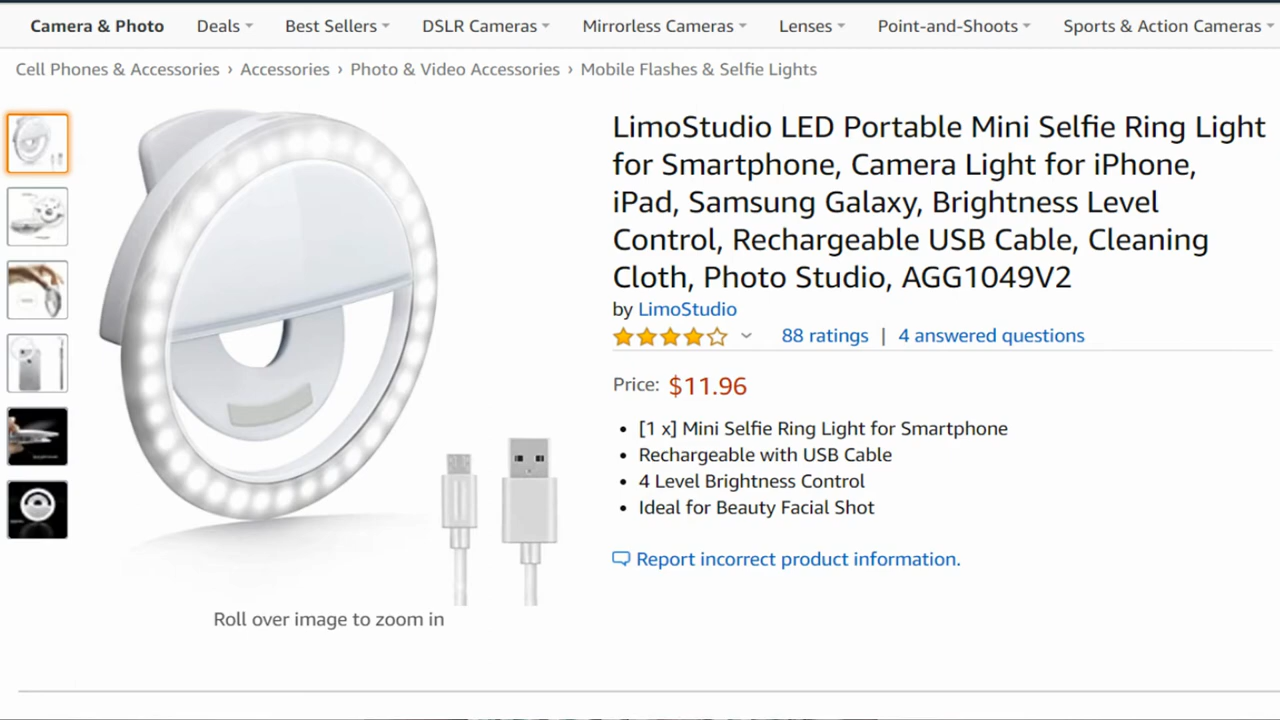 Camera & Photo Deals Best Sellers DSLR Cameras Mirrorless Cameras Lenses Point-and-Shoots Sports & Action Cameras
Cell Phones & Accessories › Accessories › Photo & Video Accessories › Mobile Flashes & Selfie Lights
LimoStudio LED Portable Mini Selfie Ring Light
for Smartphone, Camera Light for iPhone,
iPad, Samsung Galaxy, Brightness Level
Control, Rechargeable USB Cable, Cleaning
Cloth, Photo Studio, AGG1049V2
by LimoStudio
88 ratings | 4 answered questions
Price: $11.96
• [1 x] Mini Selfie Ring Light for Smartphone
• Rechargeable with USB Cable
• 4 Level Brightness Control
• Ideal for Beauty Facial Shot
Report incorrect product information.
Roll over image to zoom in